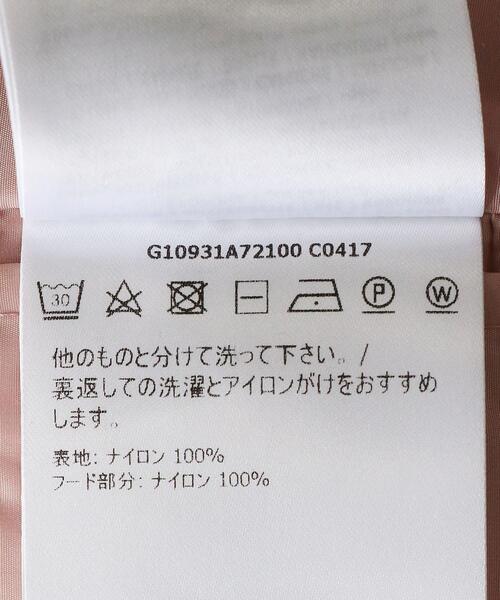 G10931A72100 C0417
30
P
W
他のものと分けて洗って下さい。/
裏返しての洗濯とアイロンがけをおすすめ
します。
表地: ナイロン 100%
フード部分: ナイロン 100%